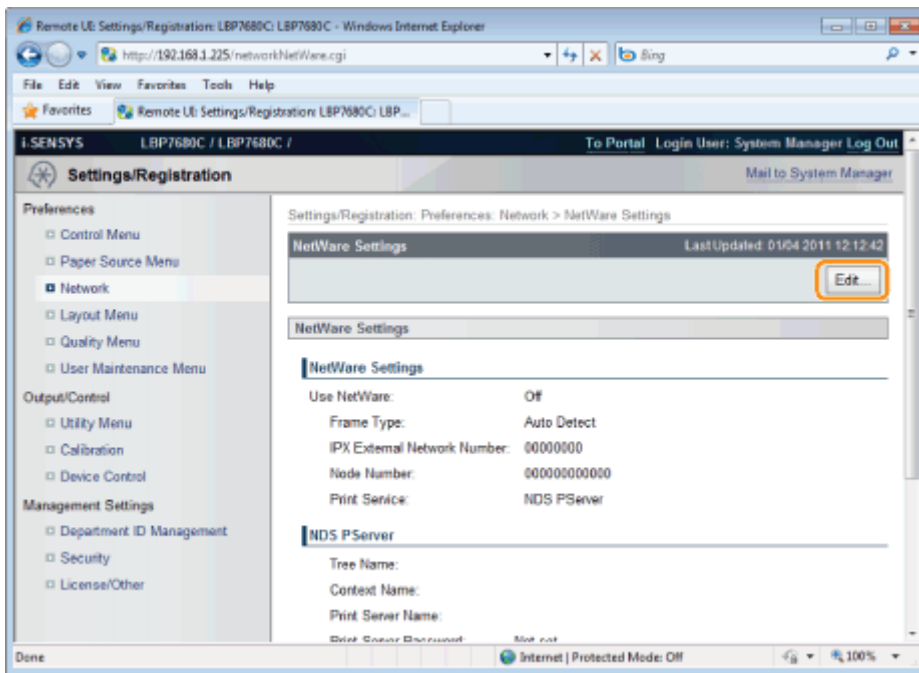 Remote UI: Settings/Registration: LBP7680C: LBP7680C - Windows Internet Explorer
http://192.168.1.225/networkNetWare.cgi
Bing
File Edit View Favorites Tools Help
Favorites
Remote UI: Settings/Registration: LBP7680C: LBP...
i-SENSYS LBP7680C / LBP7680C /
To Portal Login User: System Manager Log Out
Settings/Registration
Mail to System Manager
Preferences
Control Menu
Paper Source Menu
Network
Layout Menu
Quality Menu
User Maintenance Menu
Output/Control
Utility Menu
Calibration
Device Control
Management Settings
Department ID Management
Security
License/Other
Settings/Registration: Preferences: Network > NetWare Settings
NetWare Settings Last Updated: 01/04 2011 12:12:42
Edit...
NetWare Settings
NetWare Settings
Use NetWare: Off
Frame Type: Auto Detect
IPX External Network Number: 00000000
Node Number: 000000000000
Print Service: NDS PServer
NDS PServer
Tree Name:
Context Name:
Print Server Name:
Print Server Password: Not set
Done
Internet | Protected Mode: Off
100%